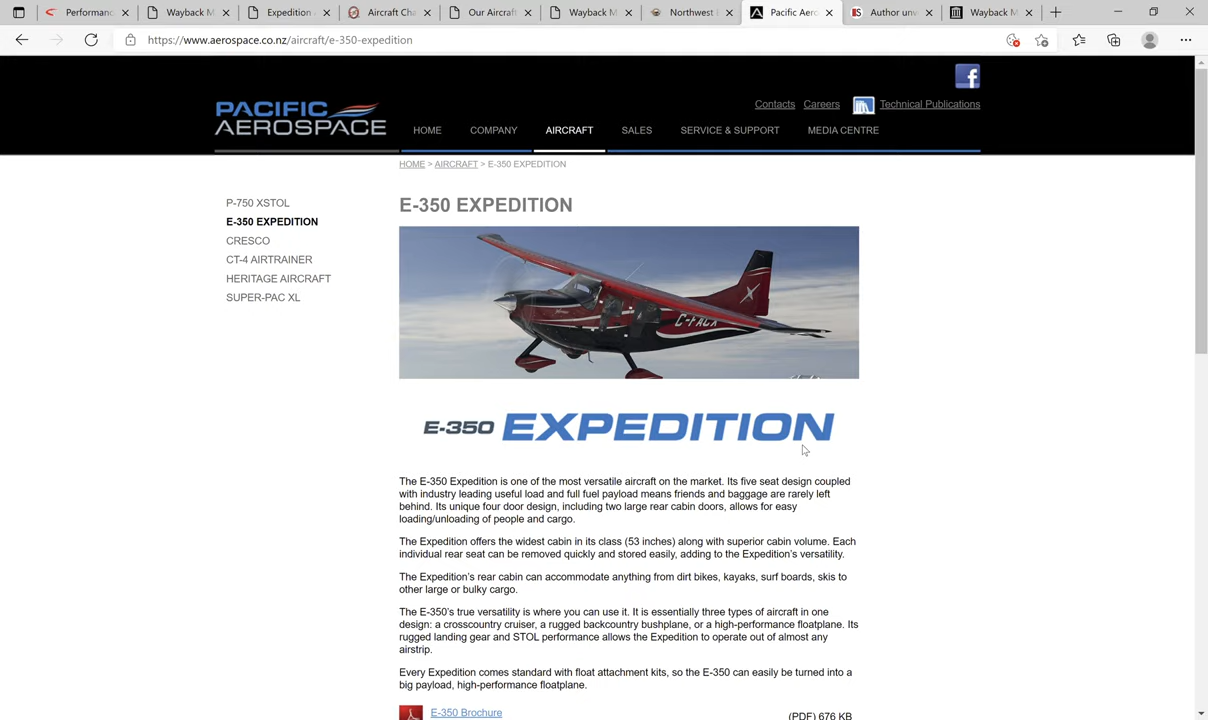 Performanc
Wayback M
Expedition A
Aircraft Cha
Our Aircraft
Wayback M
Northwest
Pacific Aero
Author unv
Wayback M
https://www.aerospace.co.nz/aircraft/e-350-expedition
PACIFIC
AEROSPACE
Contacts Careers Technical Publications
HOME COMPANY AIRCRAFT SALES SERVICE & SUPPORT MEDIA CENTRE
HOME > AIRCRAFT > E-350 EXPEDITION
P-750 XSTOL
E-350 EXPEDITION
CRESCO
CT-4 AIRTRAINER
HERITAGE AIRCRAFT
SUPER-PAC XL
E-350 EXPEDITION
C-FACX
E-350 EXPEDITION
The E-350 Expedition is one of the most versatile aircraft on the market. Its five seat design coupled
with industry leading useful load and full fuel payload means friends and baggage are rarely left
behind. Its unique four door design, including two large rear cabin doors, allows for easy
loading/unloading of people and cargo.
The Expedition offers the widest cabin in its class (53 inches) along with superior cabin volume. Each
individual rear seat can be removed quickly and stored easily, adding to the Expedition's versatility.
The Expedition's rear cabin can accommodate anything from dirt bikes, kayaks, surf boards, skis to
other large or bulky cargo.
The E-350's true versatility is where you can use it. It is essentially three types of aircraft in one
design: a crosscountry cruiser, a rugged backcountry bushplane, or a high-performance floatplane. Its
rugged landing gear and STOL performance allows the Expedition to operate out of almost any
airstrip.
Every Expedition comes standard with float attachment kits, so the E-350 can easily be turned into a
big payload, high-performance floatplane.
E-350 Brochure (PDF) 676 KB